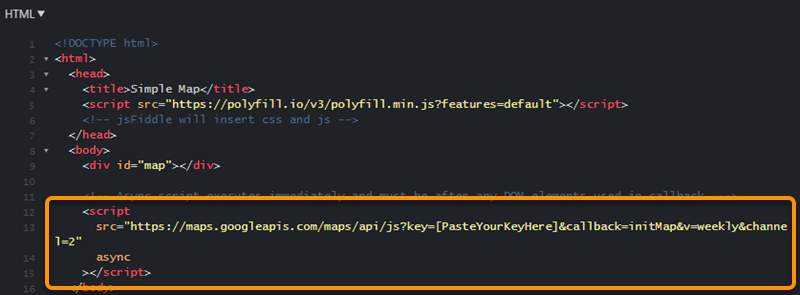 HTML▼
1 <!DOCTYPE html>
2 <html>
3 <head>
4 <title>Simple Map</title>
5 <script src="https://polyfill.io/v3/polyfill.min.js?features=default"></script>
6 <!-- jsFiddle will insert css and js -->
7 </head>
8 <body>
9 <div id="map"></div>
10
11 <!-- Async script executes immediately and must be after any DOM elements used in callback. -->
12 <script
13 src="https://maps.googleapis.com/maps/api/js?key=[PasteYourKeyHere]&callback=initMap&v=weekly&channe
l=2"
14 async
15 ></script>
16 </body>